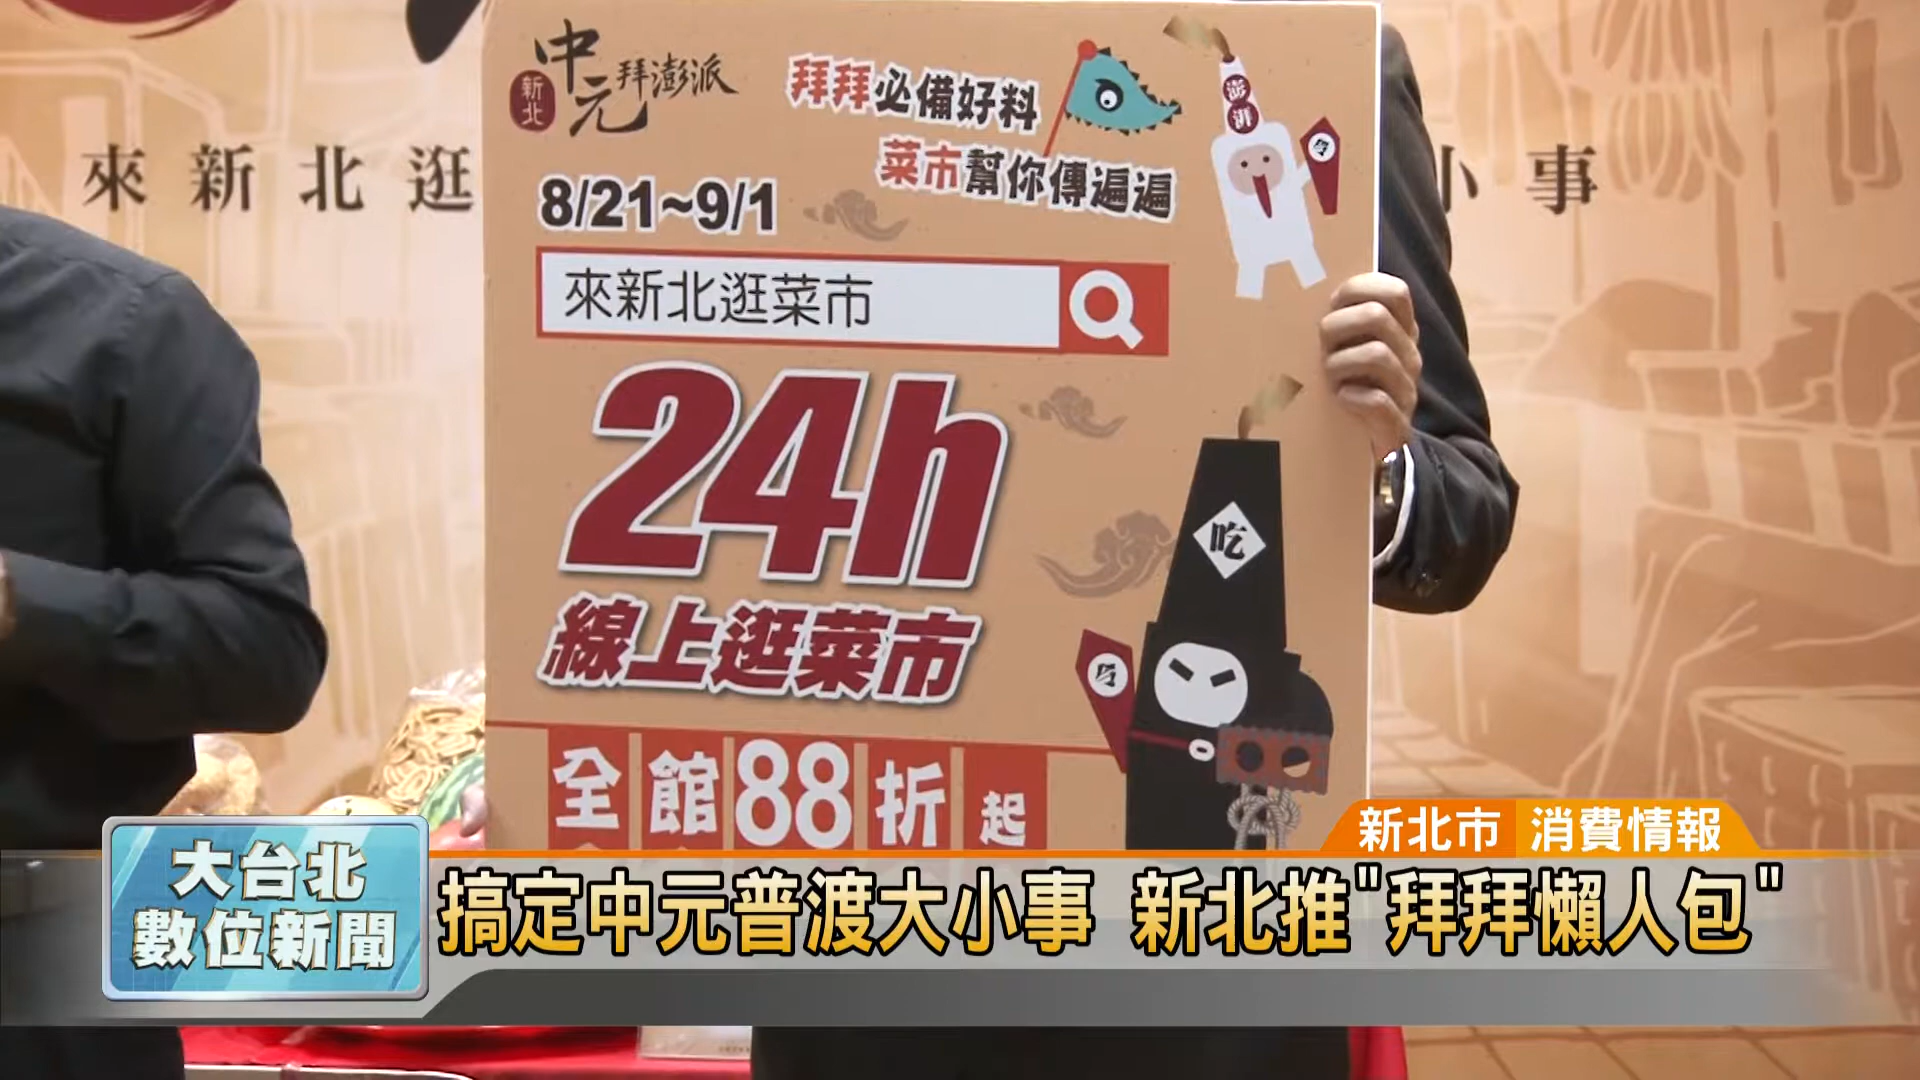 來新北逛
小事
新北
中元拜澎派
拜拜必備好料
菜市幫你傳遍遍
澎湃
8/21~9/1
來新北逛菜市
24h
線上逛菜市
吃
全館88折起
新北市 消費情報
大台北
數位新聞
搞定中元普渡大小事 新北推"拜拜懶人包"